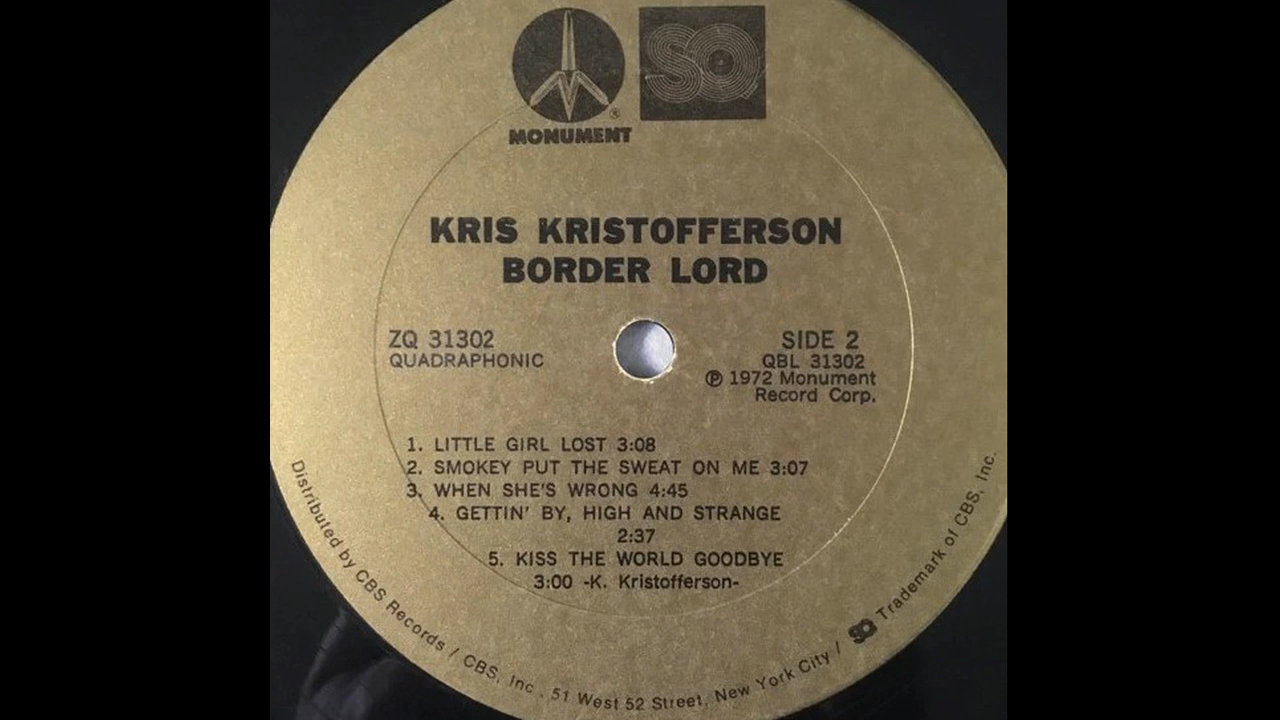 SQ
MONUMENT
KRIS KRISTOFFERSON
BORDER LORD
ZQ 31302
QUADRAPHONIC
SIDE 2
QBL 31302
℗ 1972 Monument
Record Corp.
1. LITTLE GIRL LOST 3:08
2. SMOKEY PUT THE SWEAT ON ME 3:07
3. WHEN SHE'S WRONG 4:45
4. GETTIN' BY, HIGH AND STRANGE
2:37
5. KISS THE WORLD GOODBYE
3:00 -K. Kristofferson-
Distributed by CBS Records / CBS, Inc. 51 West 52 Street, New York City / SQ Trademark of CBS, Inc.